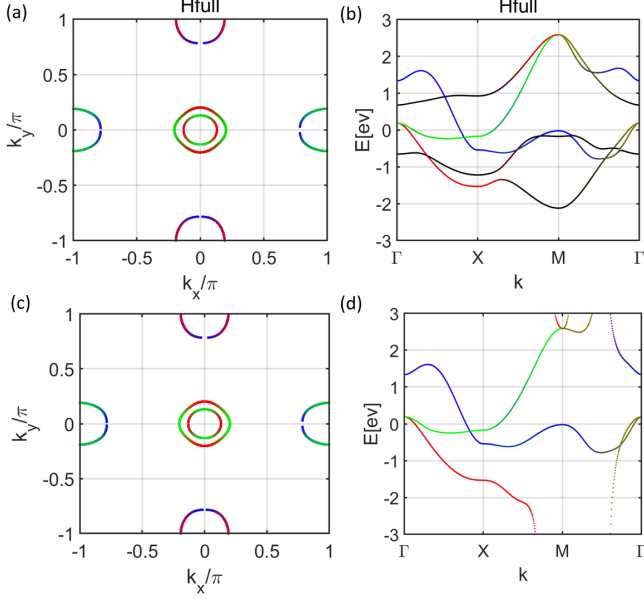 (a)
Hfull
1
0.5
0
-0.5
-1
k_y/π
-1
-0.5
0
0.5
1
k_x/π
(b)
Hfull
3
2
1
0
-1
-2
-3
E[ev]
Γ
X
M
Γ
k
(c)
1
0.5
0
-0.5
-1
k_y/π
-1
-0.5
0
0.5
1
k_x/π
(d)
3
2
1
0
-1
-2
-3
E[ev]
Γ
X
M
Γ
k